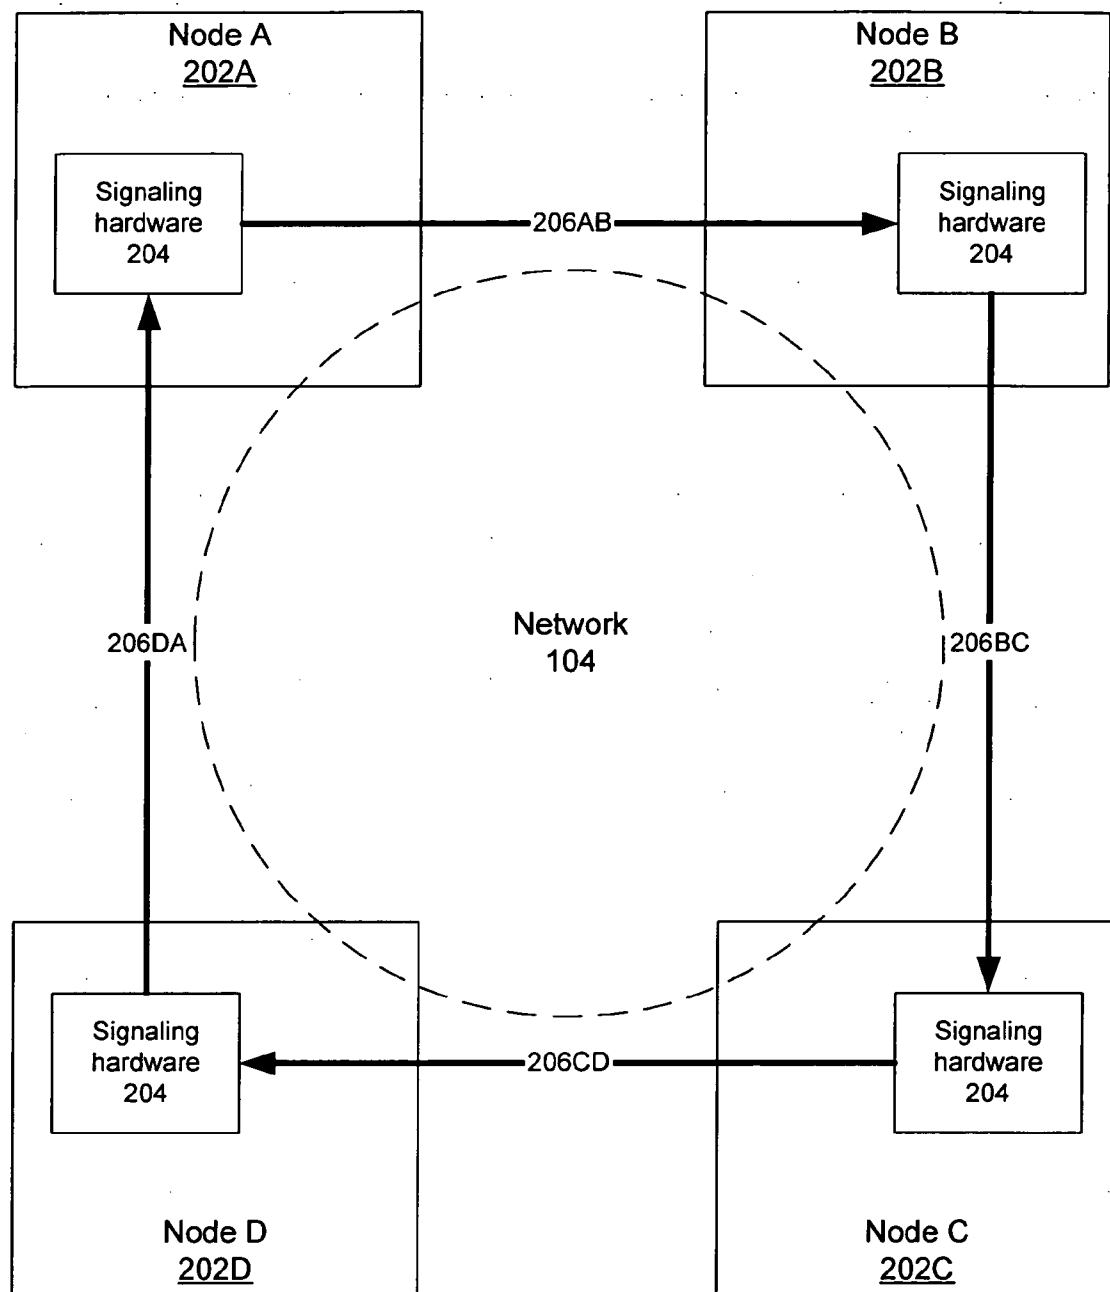 Node A
202A
Node B
202B
Signaling
hardware
204
206AB
Signaling
hardware
204
206DA
Network
104
206BC
Signaling
hardware
204
206CD
Signaling
hardware
204
Node D
202D
Node C
202C